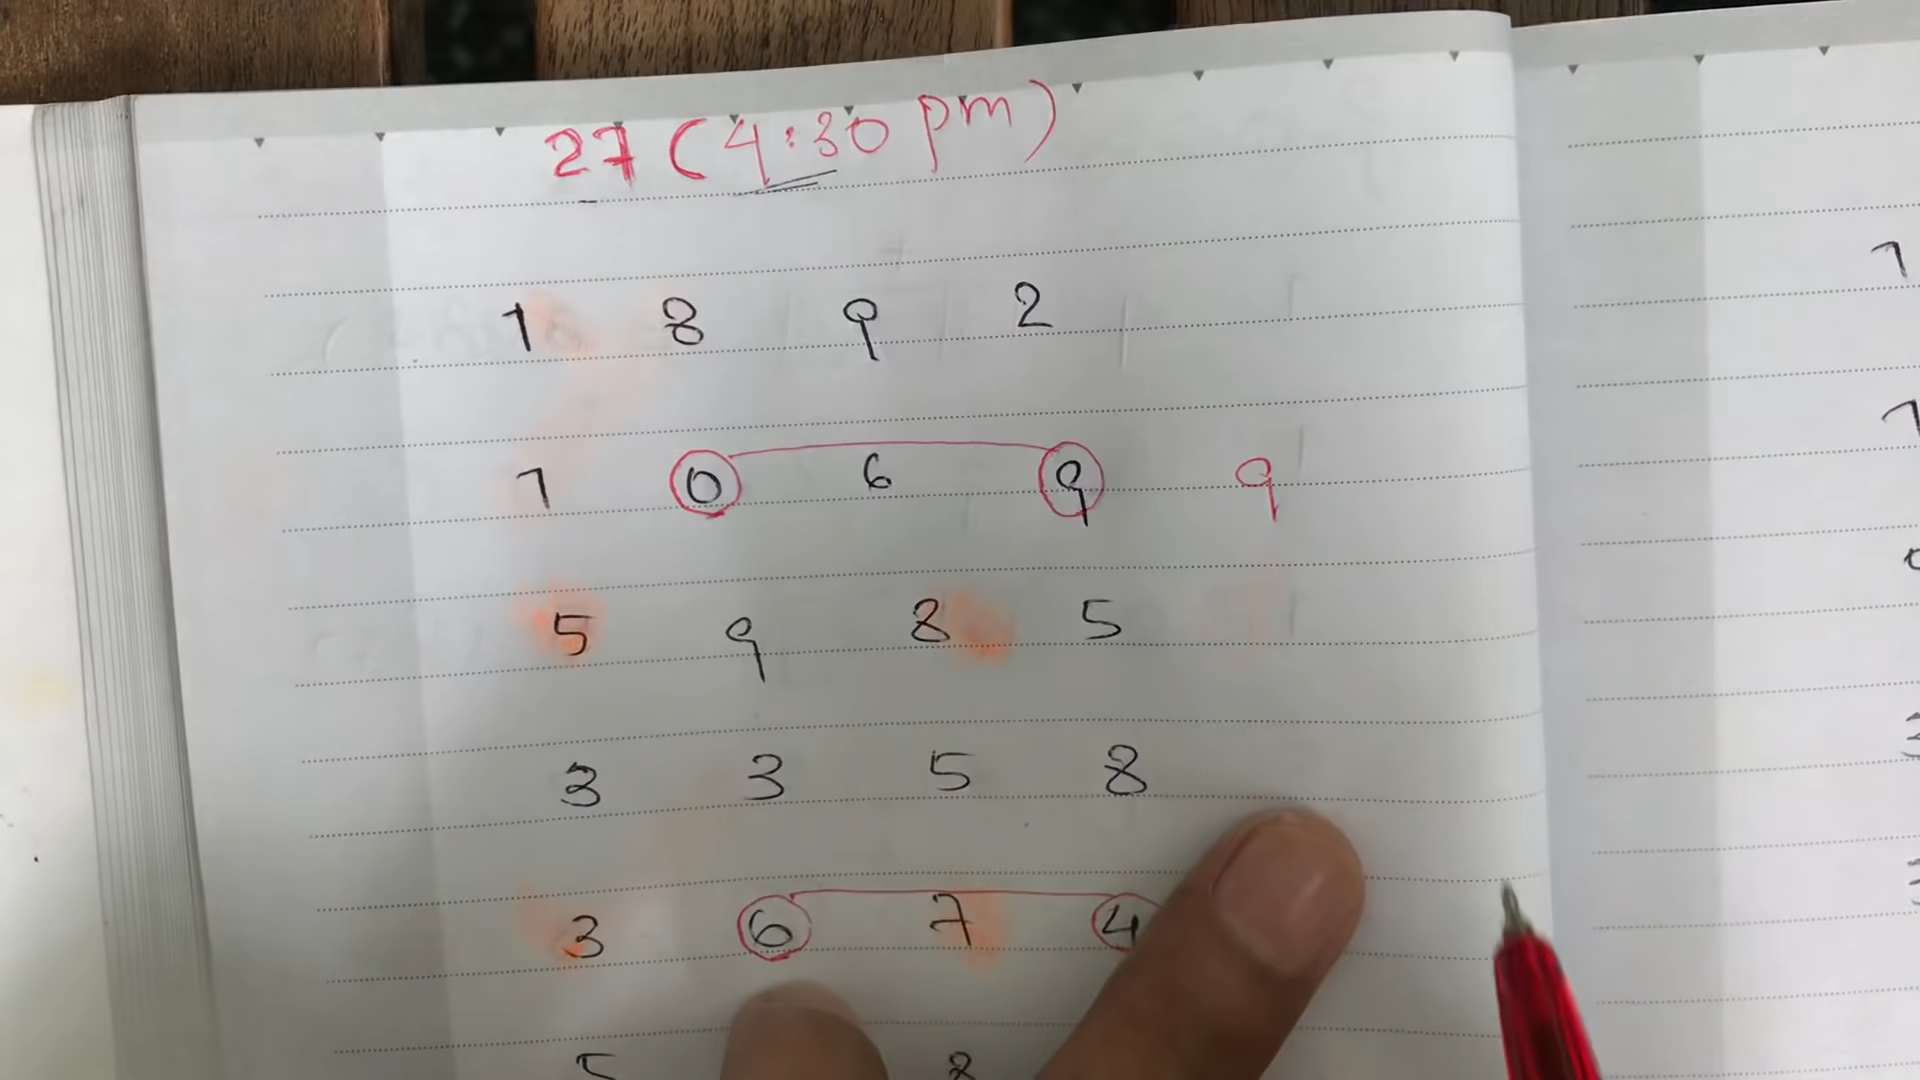 27 (4:30 pm)
1 8 9 2
7 0 6 9 9
5 9 8 5
3 3 5 8
3 6 7 4